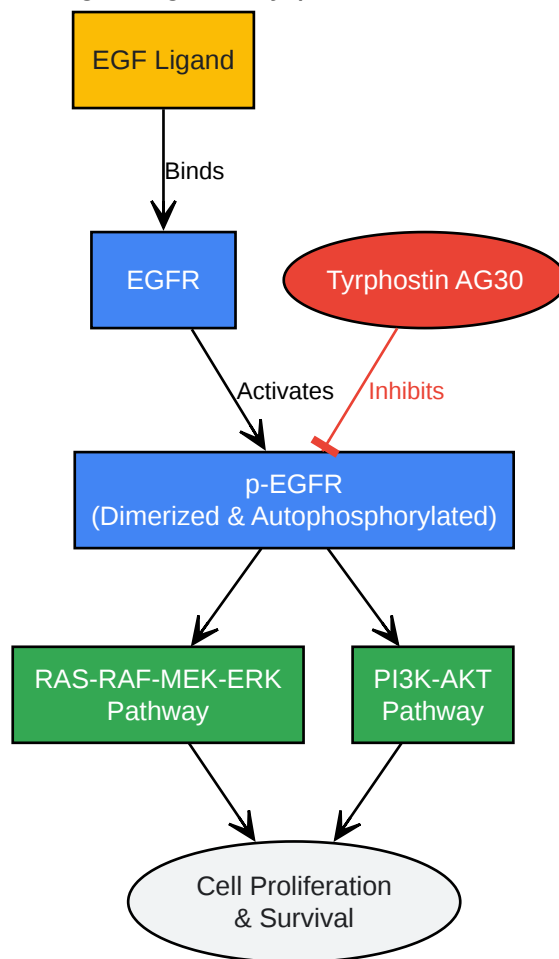 EGF Ligand
Binds
EGFR
Tyrphostin AG30
Activates
Inhibits
p-EGFR
(Dimerized & Autophosphorylated)
RAS-RAF-MEK-ERK
Pathway
PI3K-AKT
Pathway
Cell Proliferation
& Survival